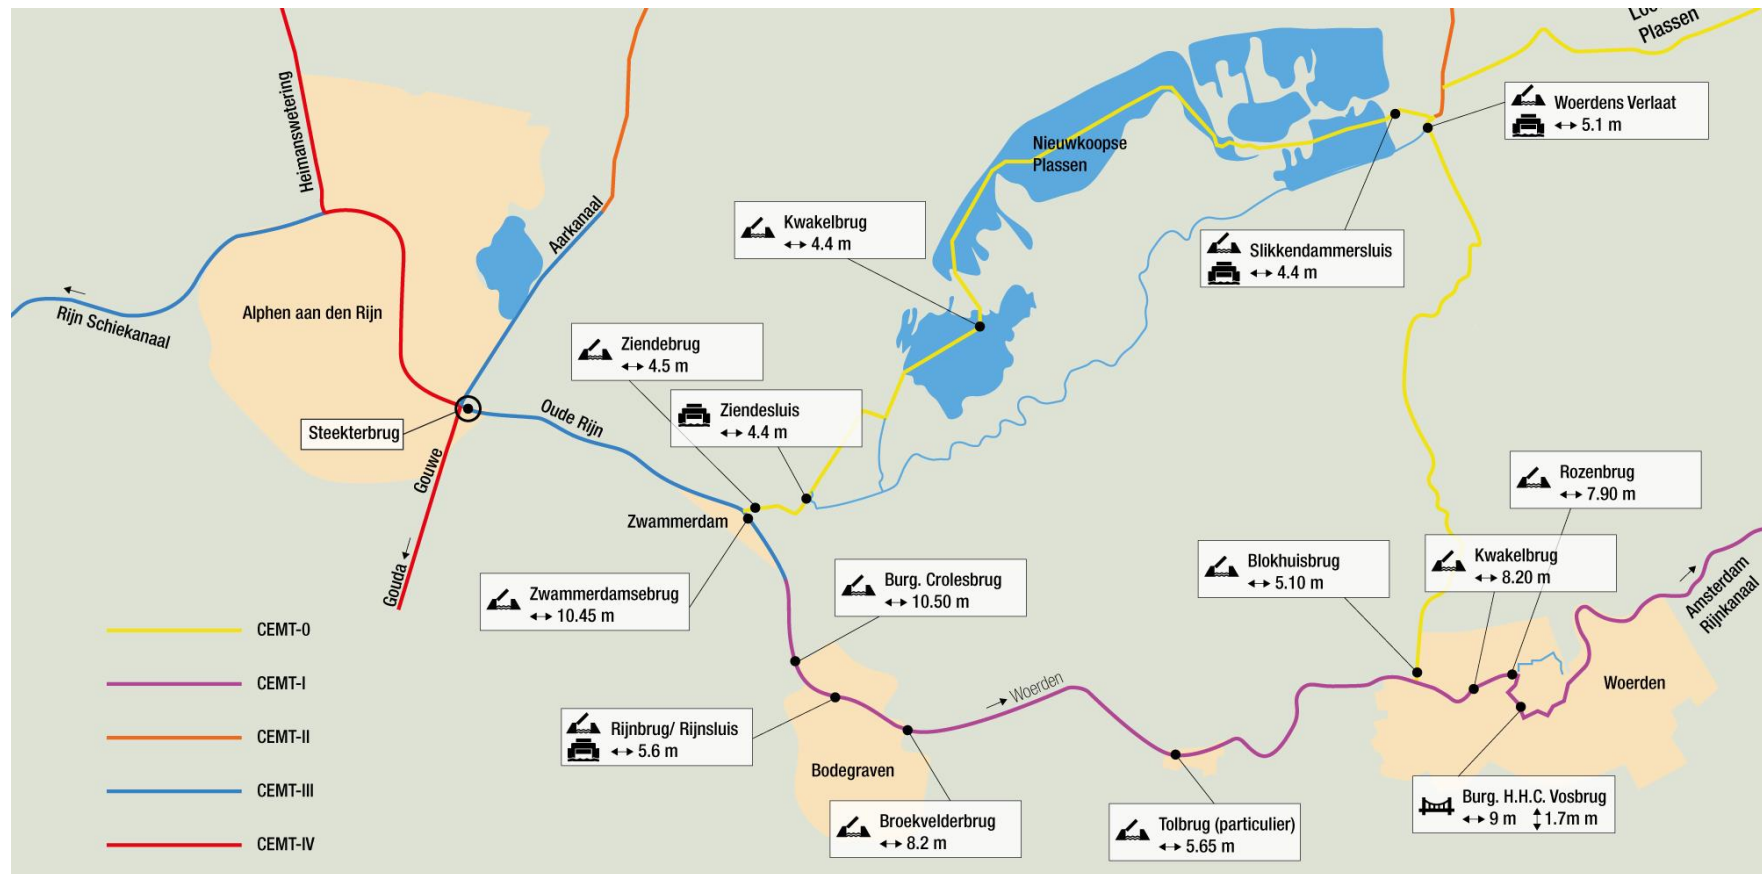 Loe
Plassen
Heimanswetering
Aarkanaal
Nieuwkoopse
Plassen
Woerdens Verlaat
5.1 m
Kwakelbrug
4.4 m
Slikkendammersluis
4.4 m
Rijn Schiekanaal
Alphen aan den Rijn
Ziendebrug
4.5 m
Ziendesluis
4.4 m
Oude Rijn
Steekterbrug
Gouwe
Gouda
Zwammerdam
Rozenbrug
7.90 m
Blokhuisbrug
5.10 m
Kwakelbrug
8.20 m
Amsterdam
Rijnkanaal
Zwammerdamsebrug
10.45 m
Burg. Crolesbrug
10.50 m
CEMT-0
CEMT-I
CEMT-II
CEMT-III
CEMT-IV
Woerden
Woerden
Rijnbrug/ Rijnsluis
5.6 m
Bodegraven
Broekvelderbrug
8.2 m
Tolbrug (particulier)
5.65 m
Burg. H.H.C. Vosbrug
9 m 1.7m m